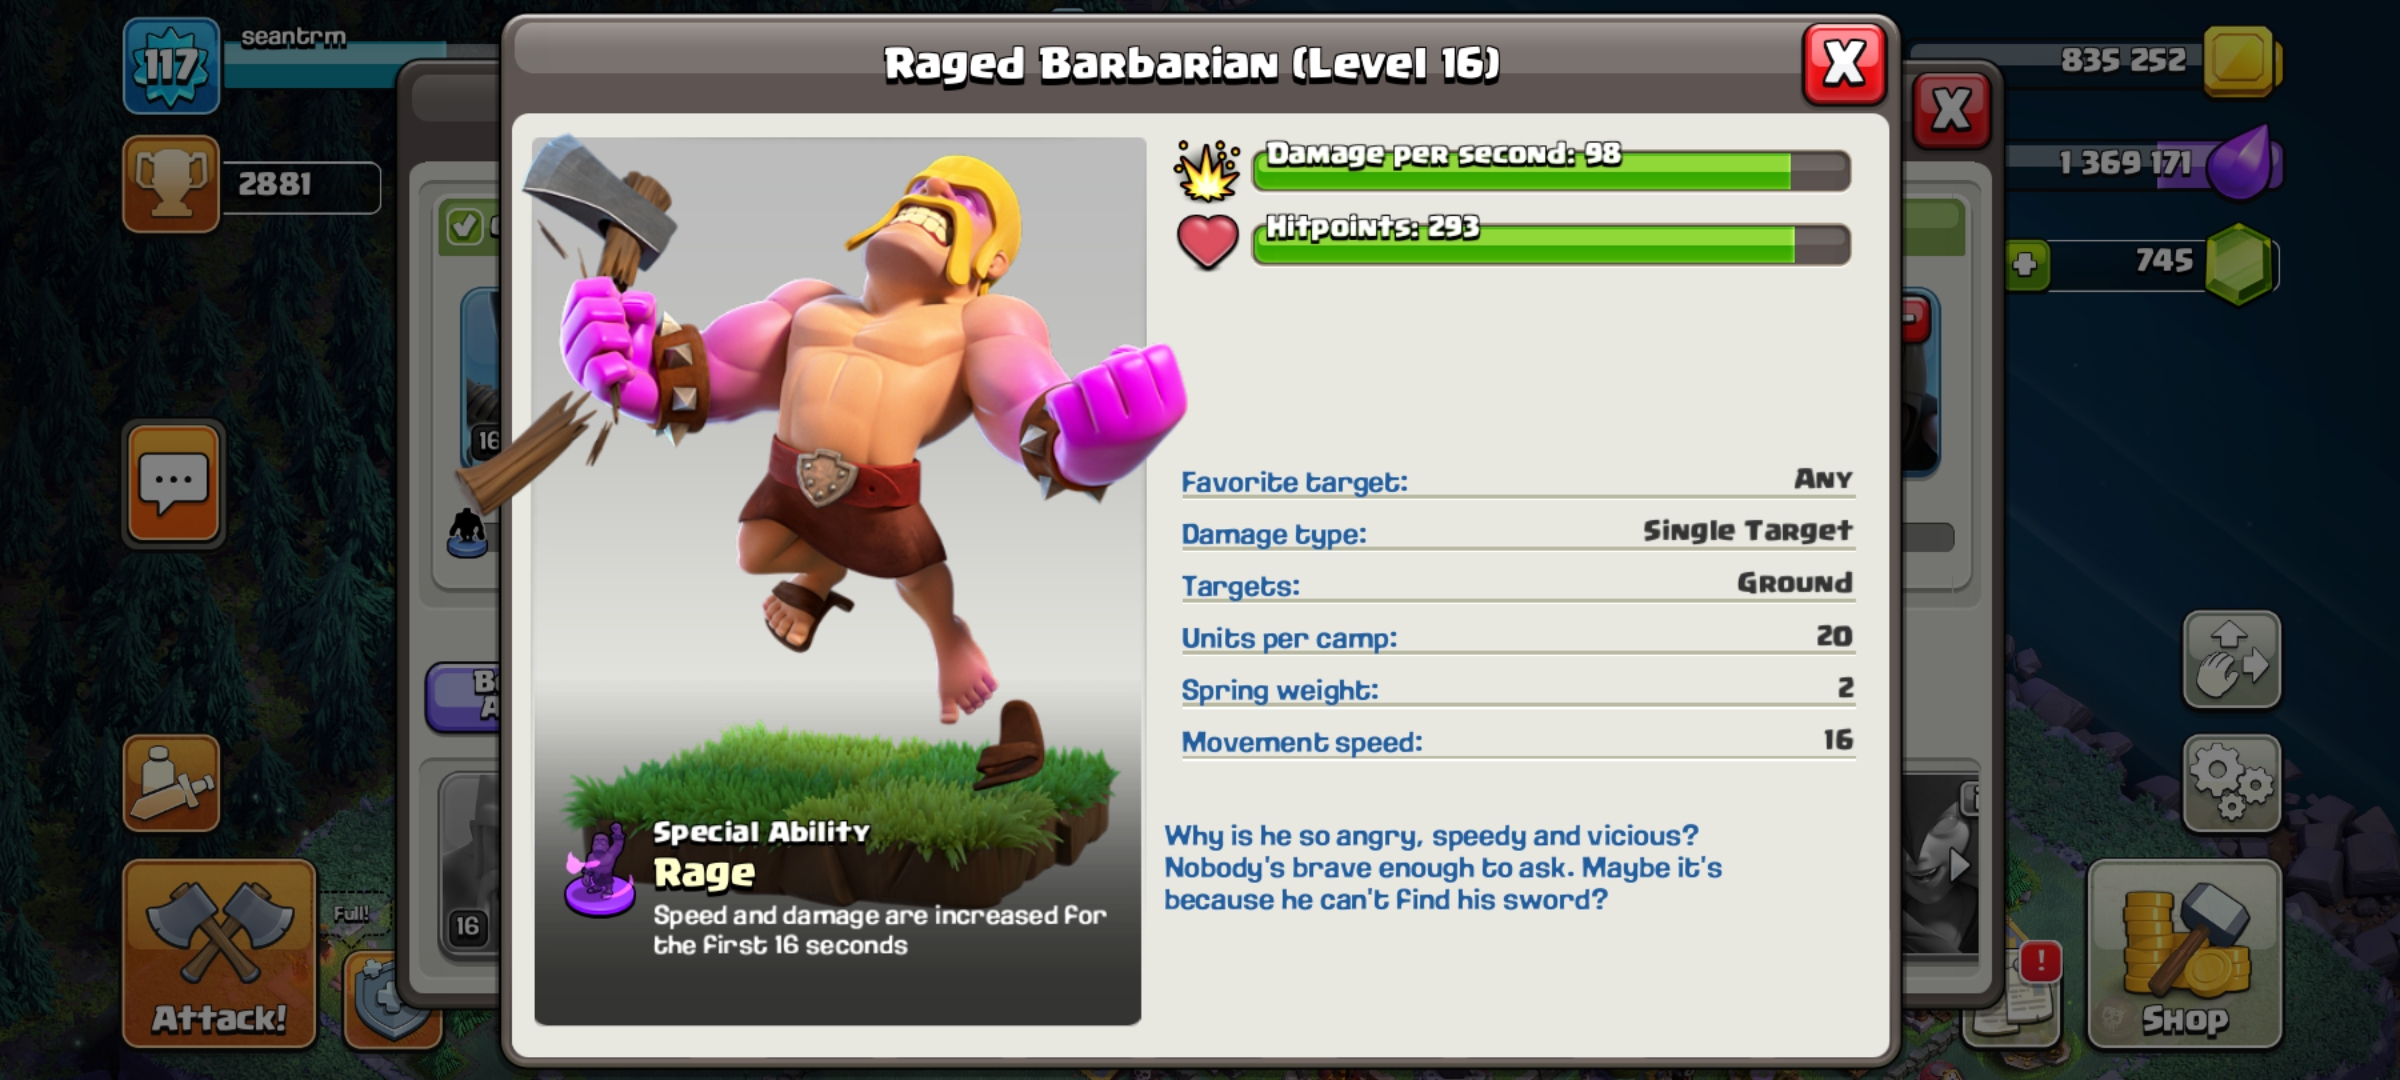 117
seantrm
Raged Barbarian (Level 16)
X
X
835 252
2881
1 369 171
745
Damage per second: 98
Hitpoints: 293
16
Favorite target: Any
Damage type: Single Target
Targets: Ground
Units per camp: 20
Spring weight: 2
Movement speed: 16
Special Ability
Rage
Speed and damage are increased for
the first 16 seconds
Why is he so angry, speedy and vicious?
Nobody's brave enough to ask. Maybe it's
because he can't find his sword?
16
Full!
Attack!
!
Shop